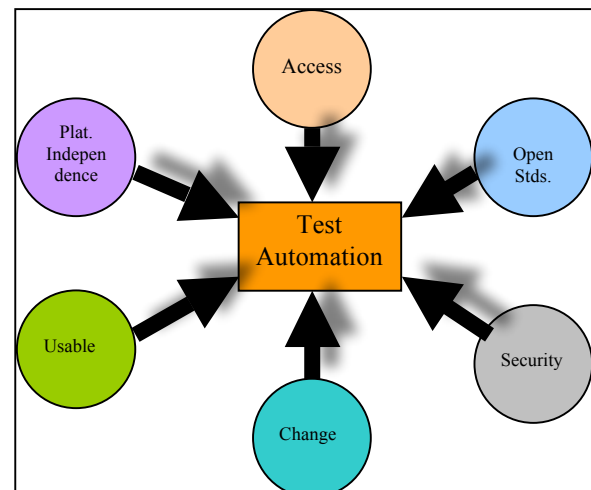 Access
Plat.
Indepen
dence
Open
Stds.
Test
Automation
Usable
Security
Change